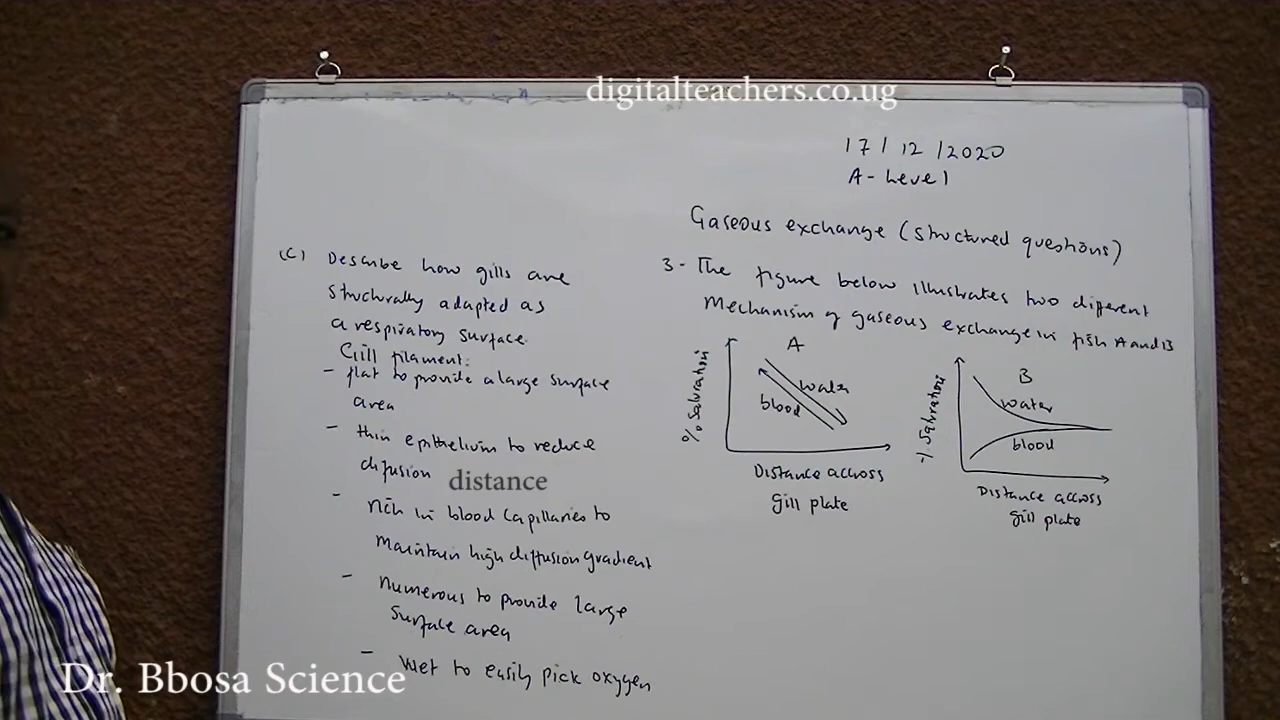 digitalteachers.co.ug
17/12/2020
A-Level
Gaseous exchange (structured questions)
(C) Describe how gills are
structurally adapted as
a respiratory surface.
Gill filament:
- flat to provide a large surface
area
- thin epithelium to reduce
difusion distance
- rich in blood capillaries to
maintain high diffusion gradient
- numerous to provide large
surface area
- wet to easily pick oxygen
3- The figure below illustrates two different
Mechanism of gaseous exchange in fish A and B
A
% Saturation
water
blood
Distance across
gill plate
B
% Saturation
water
blood
Distance across
gill plate
Dr. Bbosa Science